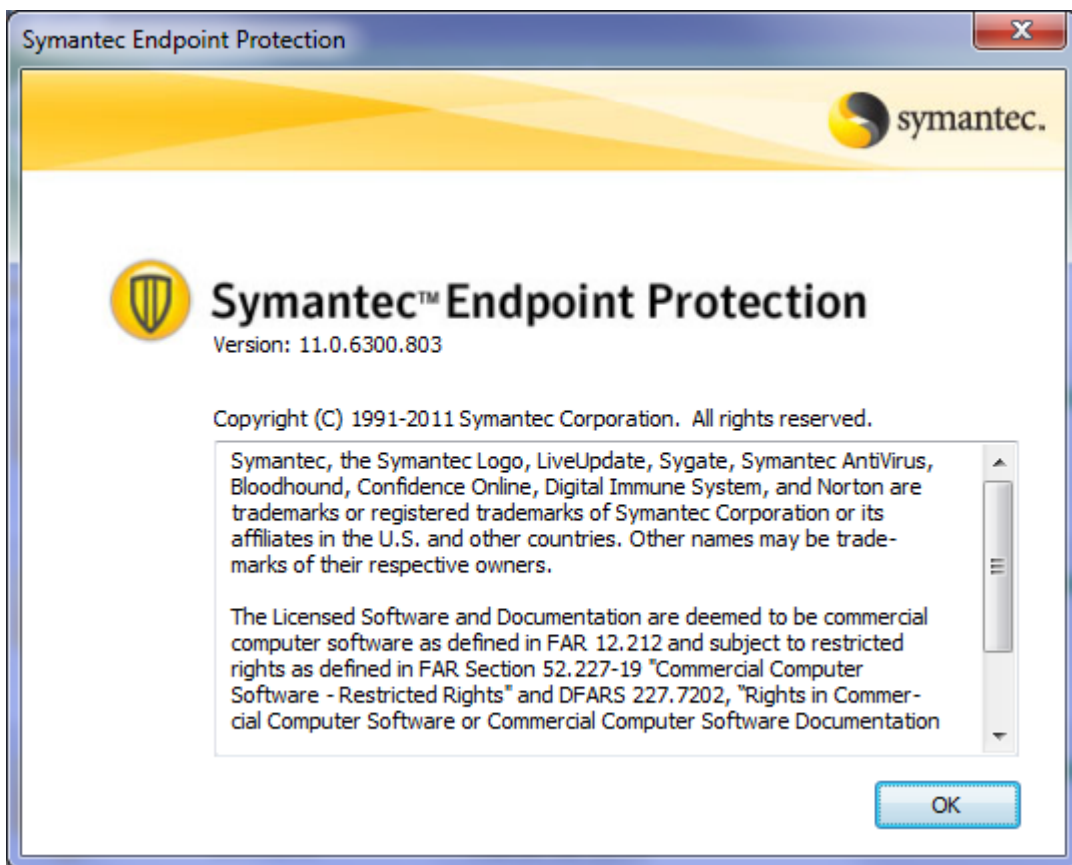 Symantec Endpoint Protection
symantec.
Symantec™ Endpoint Protection
Version: 11.0.6300.803
Copyright (C) 1991-2011 Symantec Corporation. All rights reserved.
Symantec, the Symantec Logo, LiveUpdate, Sygate, Symantec AntiVirus,
Bloodhound, Confidence Online, Digital Immune System, and Norton are
trademarks or registered trademarks of Symantec Corporation or its
affiliates in the U.S. and other countries. Other names may be trade-
marks of their respective owners.
The Licensed Software and Documentation are deemed to be commercial
computer software as defined in FAR 12.212 and subject to restricted
rights as defined in FAR Section 52.227-19 "Commercial Computer
Software - Restricted Rights" and DFARS 227.7202, "Rights in Commer-
cial Computer Software or Commercial Computer Software Documentation
OK